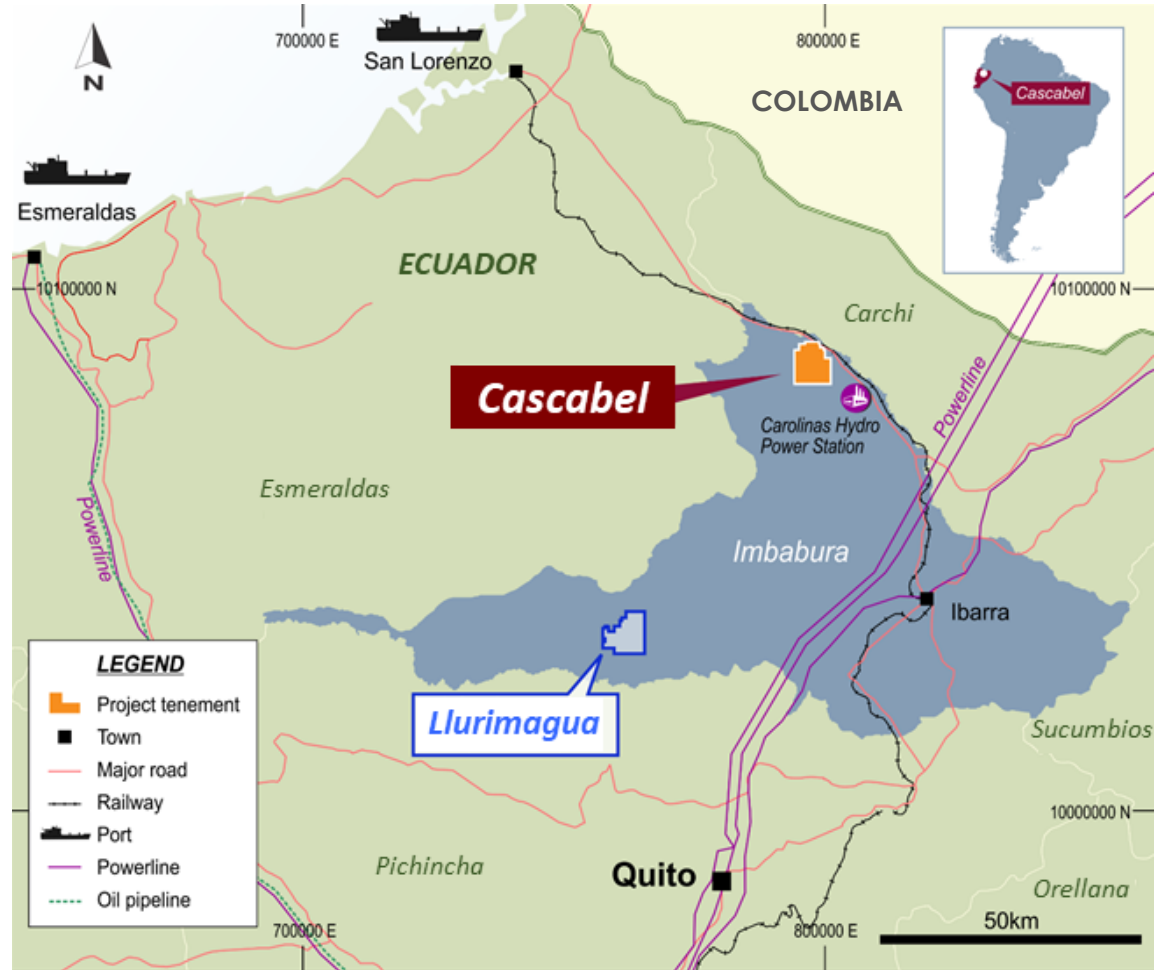 700000 E
800000 E
San Lorenzo
COLOMBIA
Cascabel
N
Esmeraldas
ECUADOR
10100000 N
10100000 N
Carchi
Powerline
Cascabel
Carolinas Hydro
Power Station
Esmeraldas
Powerline
Imbabura
Ibarra
LEGEND
Project tenement
Town
Major road
Railway
Port
Powerline
Oil pipeline
Llurimagua
Sucumbios
10000000 N
Pichincha
Quito
Orellana
700000 E
800000 E
50km